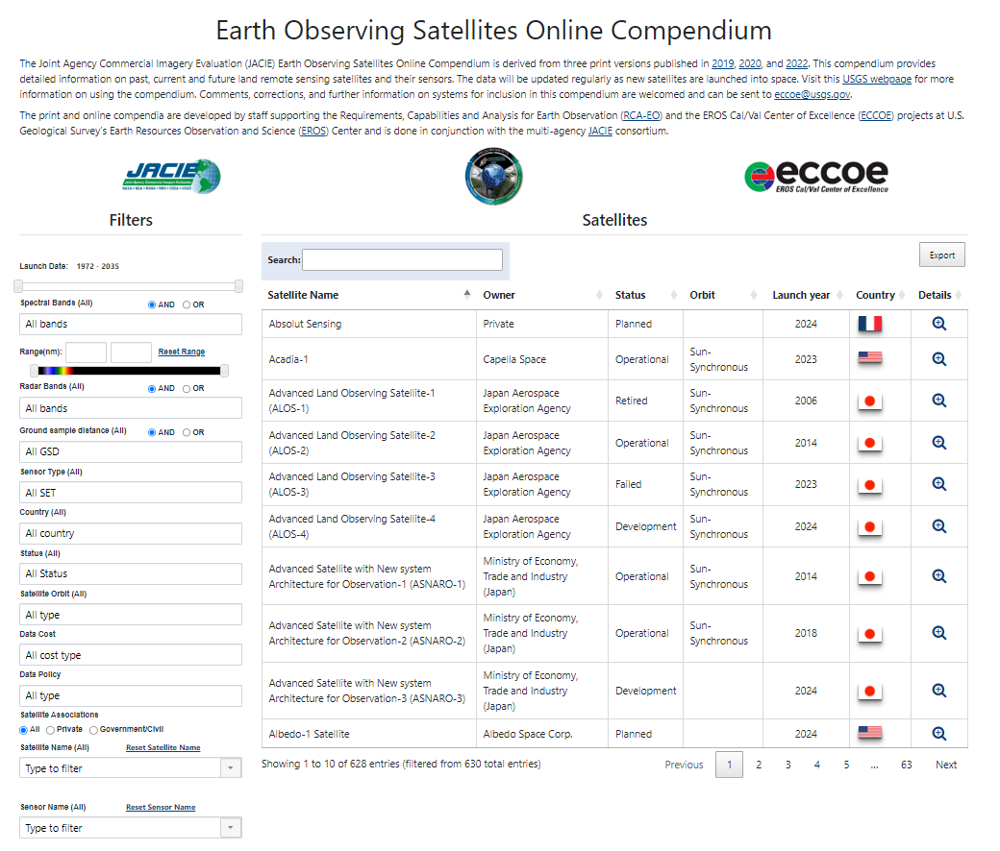 Earth Observing Satellites Online Compendium
The Joint Agency Commercial Imagery Evaluation (JACIE) Earth Observing Satellites Online Compendium is derived from three print versions published in 2019, 2020, and 2022. This compendium provides
detailed information on past, current and future land remote sensing satellites and their sensors. The data will be updated regularly as new satellites are launched into space. Visit this USGS webpage for more
information on using the compendium. Comments, corrections, and further information on systems for inclusion in this compendium are welcomed and can be sent to eccoe@usgs.gov.
The print and online compendia are developed by staff supporting the Requirements, Capabilities and Analysis for Earth Observation (RCA-EO) and the EROS Cal/Val Center of Excellence (ECCOE) projects at U.S.
Geological Survey's Earth Resources Observation and Science (EROS) Center and is done in conjunction with the multi-agency JACIE consortium.
JACIE
Joint Agency Commercial Imagery Evaluation
eccoe
EROS Cal/Val Center of Excellence
Filters
Satellites
Launch Date: 1972 - 2035
Spectral Bands (All) AND OR
All bands
Range(nm): Reset Range
Radar Bands (All) AND OR
All bands
Ground sample distance (All) AND OR
All GSD
Sensor Type (All)
All SET
Country (All)
All country
Status (All)
All Status
Satellite Orbit (All)
All type
Data Cost
All cost type
Data Policy
All type
Satellite Associations
All Private Government/Civil
Satellite Name (All) Reset Satellite Name
Type to filter
Sensor Name (All) Reset Sensor Name
Type to filter
Search: Export
Satellite Name Owner Status Orbit Launch year Country Details
Absolut Sensing Private Planned 2024
Acadia-1 Capella Space Operational Sun-
Synchronous 2023
Advanced Land Observing Satellite-1
(ALOS-1) Japan Aerospace
Exploration Agency Retired Sun-
Synchronous 2006
Advanced Land Observing Satellite-2
(ALOS-2) Japan Aerospace
Exploration Agency Operational Sun-
Synchronous 2014
Advanced Land Observing Satellite-3
(ALOS-3) Japan Aerospace
Exploration Agency Failed Sun-
Synchronous 2023
Advanced Land Observing Satellite-4
(ALOS-4) Japan Aerospace
Exploration Agency Development Sun-
Synchronous 2024
Advanced Satellite with New system
Architecture for Observation-1 (ASNARO-1) Ministry of Economy,
Trade and Industry
(Japan) Operational Sun-
Synchronous 2014
Advanced Satellite with New system
Architecture for Observation-2 (ASNARO-2) Ministry of Economy,
Trade and Industry
(Japan) Operational Sun-
Synchronous 2018
Advanced Satellite with New system
Architecture for Observation-3 (ASNARO-3) Ministry of Economy,
Trade and Industry
(Japan) Development 2024
Albedo-1 Satellite Albedo Space Corp. Planned 2024
Showing 1 to 10 of 628 entries (filtered from 630 total entries) Previous 1 2 3 4 5 ... 63 Next